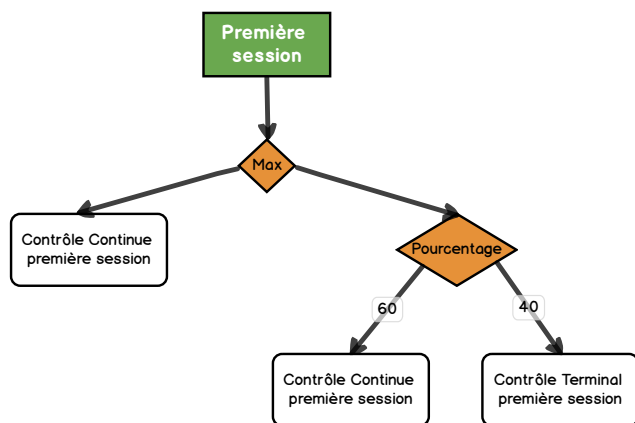 Première
session
Max
Contrôle Continue
première session
Pourcentage
60
40
Contrôle Continue
première session
Contrôle Terminal
première session